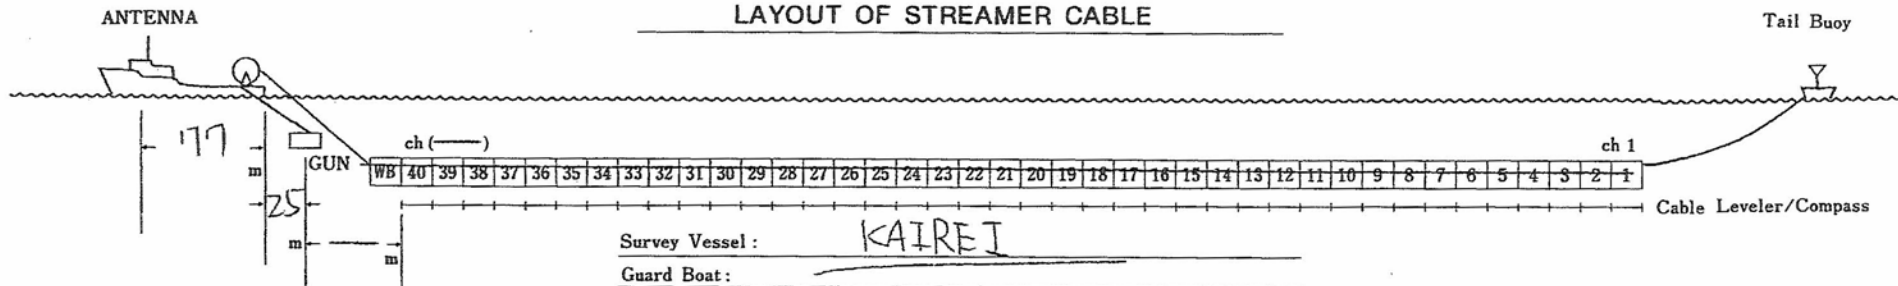 LAYOUT OF STREAMER CABLE
ANTENNA
Tail Buoy
77
m
GUN
ch (——)
ch 1
WB 40 39 38 37 36 35 34 33 32 31 30 29 28 27 26 25 24 23 22 21 20 19 18 17 16 15 14 13 12 11 10 9 8 7 6 5 4 3 2 1
25
m
m
Cable Leveler/Compass
Survey Vessel : KAIREI
Guard Boat :